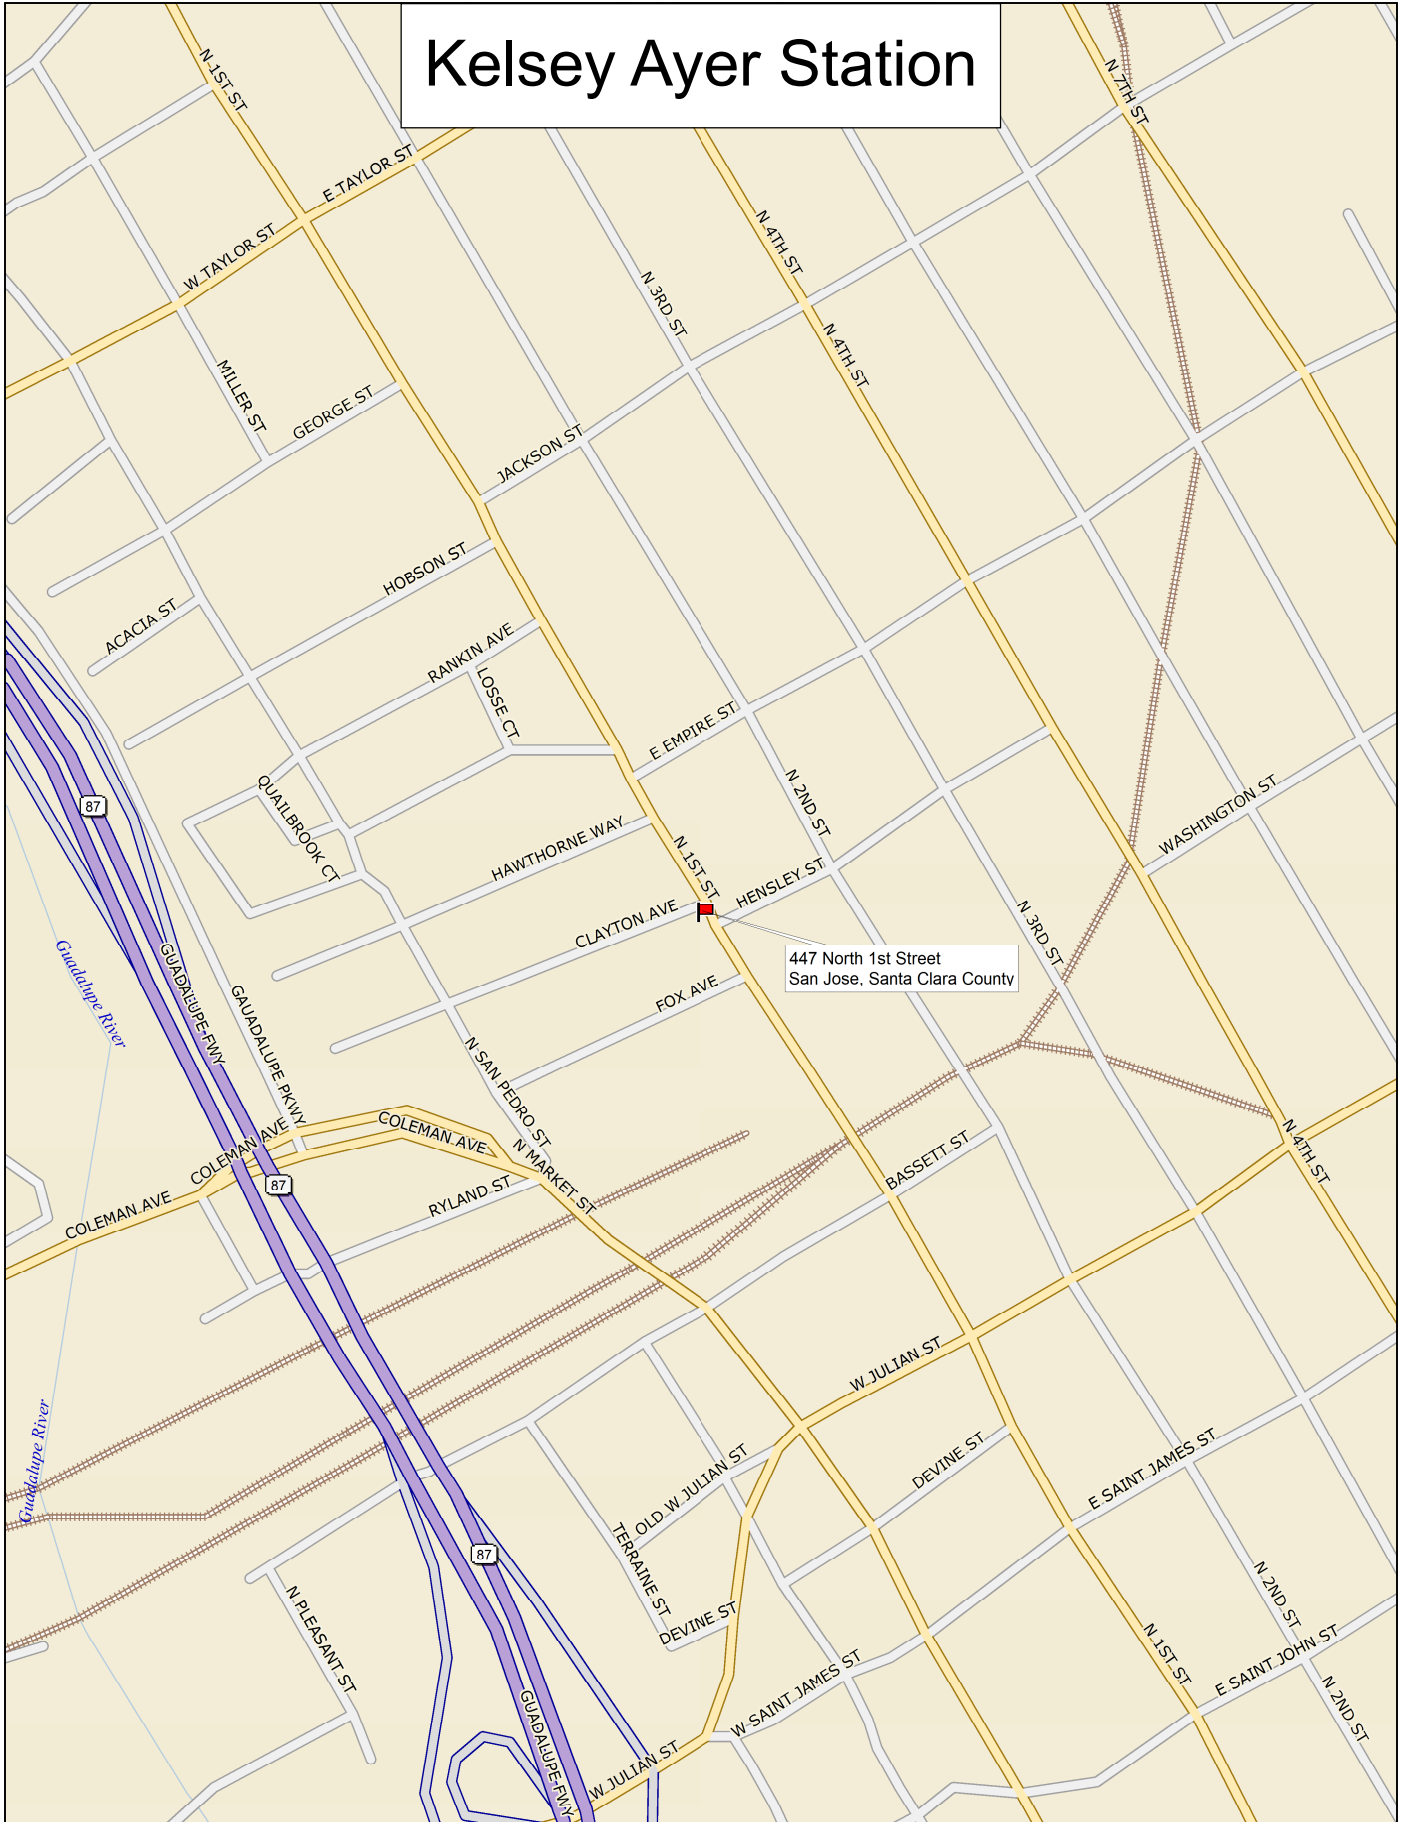 Kelsey Ayer Station
N 1ST ST
N 7TH ST
E TAYLOR ST
W TAYLOR ST
N 4TH ST
N 3RD ST
N 4TH ST
MILLER ST
GEORGE ST
JACKSON ST
HOBSON ST
ACACIA ST
RANKIN AVE
LOSSE CT
E EMPIRE ST
QUAILBROOK CT
N 2ND ST
WASHINGTON ST
87
HAWTHORNE WAY
N 1ST ST
HENSLEY ST
CLAYTON AVE
N 3RD ST
447 North 1st Street
San Jose, Santa Clara County
Guadalupe River
GUADALUPE FWY
GAUADALUPE PKWY
FOX AVE
N SAN PEDRO ST
COLEMAN AVE
COLEMAN AVE
COLEMAN AVE
N MARKET ST
BASSETT ST
N 4TH ST
87
RYLAND ST
W JULIAN ST
Guadalupe River
OLD W JULIAN ST
DEVINE ST
E SAINT JAMES ST
TERRAINE ST
87
N PLEASANT ST
DEVINE ST
N 2ND ST
N 1ST ST
E SAINT JOHN ST
W SAINT JAMES ST
N 2ND ST
GUADALUPE FWY
W JULIAN ST